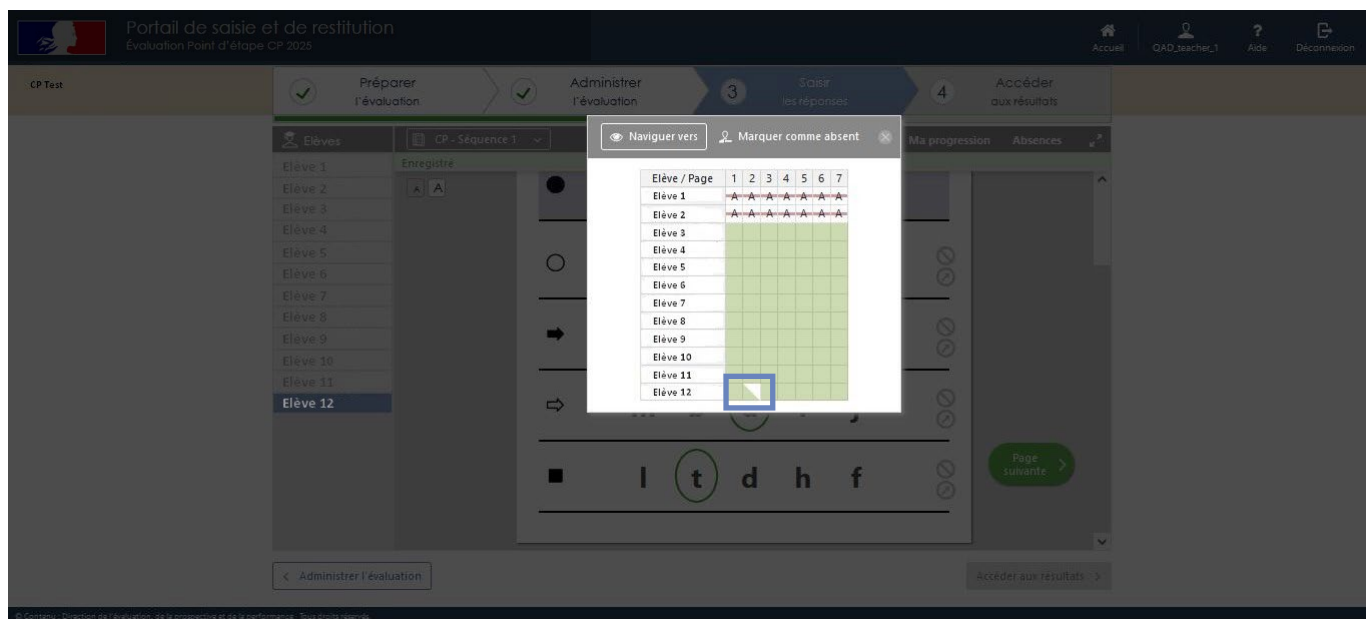 Portail de saisie et de restitution
Évaluation Point d'étape CP 2025
Accueil QAD_teacher_1 Aide Déconnexion
CP Test
Préparer l'évaluation
Administrer l'évaluation
3 Saisir les réponses
4 Accéder aux résultats
Elèves CP - Séquence 1 Ma progression Absences
Enregistré
A A
Elève 1
Elève 2
Elève 3
Elève 4
Elève 5
Elève 6
Elève 7
Elève 8
Elève 9
Elève 10
Elève 11
Elève 12
Naviguer vers Marquer comme absent
Elève / Page 1 2 3 4 5 6 7
Elève 1 A A A A A A A
Elève 2 A A A A A A A
Elève 3
Elève 4
Elève 5
Elève 6
Elève 7
Elève 8
Elève 9
Elève 10
Elève 11
Elève 12
l t d h f
Page suivante
< Administrer l'évaluation
Accéder aux résultats >
© Contenu : Direction de l'évaluation, de la prospective et de la performance - Tous droits réservés.